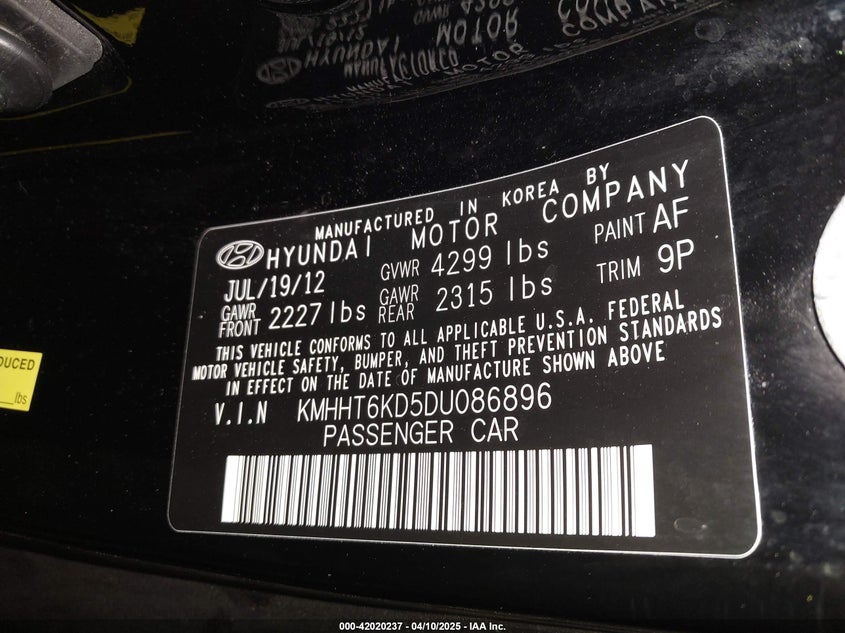 MANUFACTURED IN KOREA BY
HYUNDAI MOTOR COMPANY
JUL/19/12 GVWR 4299 lbs PAINT AF
GAWR FRONT 2227 lbs GAWR REAR 2315 lbs TRIM 9P
THIS VEHICLE CONFORMS TO ALL APPLICABLE U.S.A. FEDERAL
MOTOR VEHICLE SAFETY, BUMPER, AND THEFT PREVENTION STANDARDS
IN EFFECT ON THE DATE OF MANUFACTURE SHOWN ABOVE
V.I.N KMHHT6KD5DU086896
PASSENGER CAR
DUCED
lbs
000-42020237 - 04/10/2025 - IAA Inc.